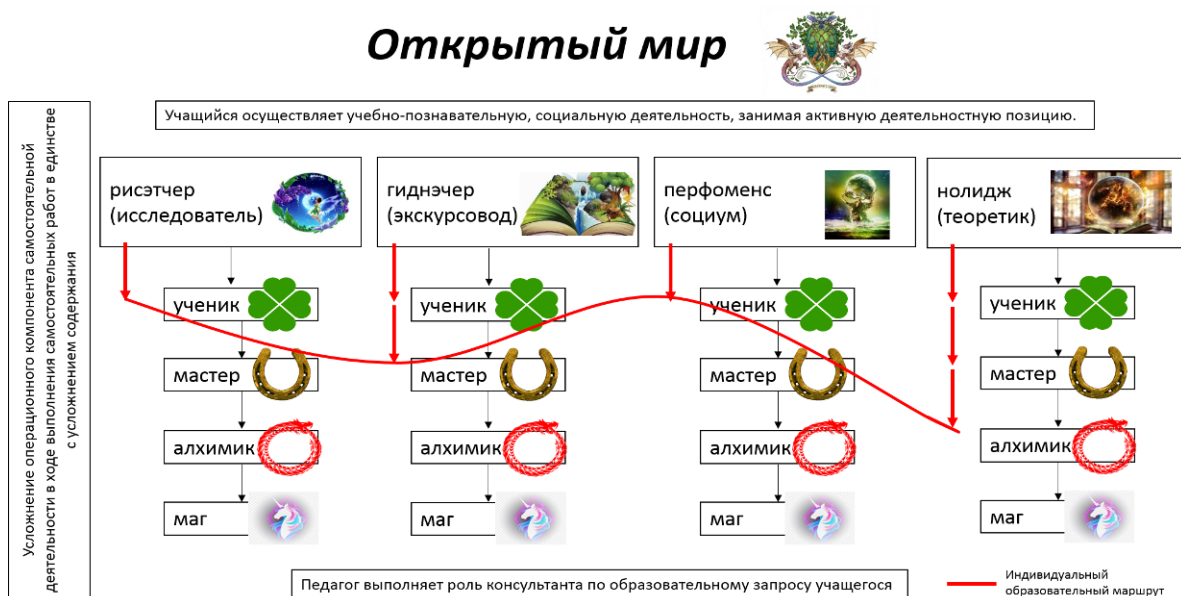 Открытый мир
Учащийся осуществляет учебно-познавательную, социальную деятельность, занимая активную деятельностную позицию.
Усложнение операционного компонента самостоятельной
деятельности в ходе выполнения самостоятельных работ в единстве
с усложнением содержания
рисэтчер
(исследователь)
гиднэчер
(экскурсовод)
перфоменс
(социум)
нолидж
(теоретик)
ученик
ученик
ученик
ученик
мастер
мастер
мастер
мастер
алхимик
алхимик
алхимик
алхимик
маг
маг
маг
маг
Педагог выполняет роль консультанта по образовательному запросу учащегося
Индивидуальный
образовательный маршрут